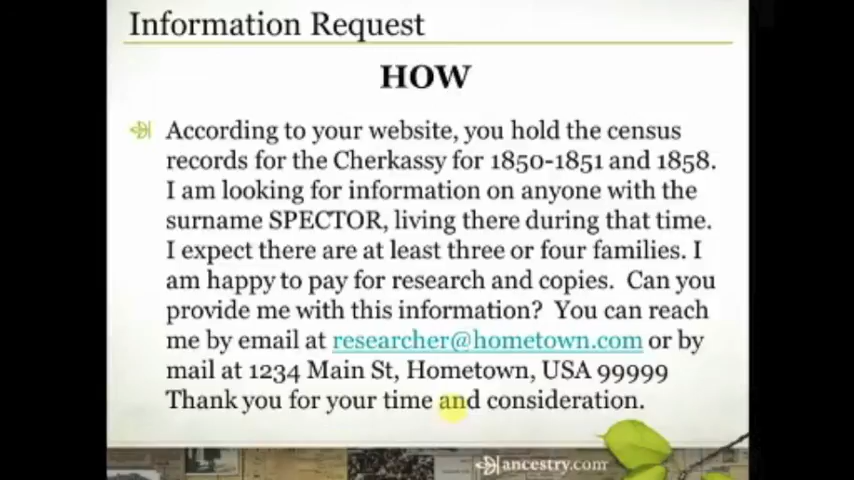 Information Request
HOW
According to your website, you hold the census
records for the Cherkassy for 1850-1851 and 1858.
I am looking for information on anyone with the
surname SPECTOR, living there during that time.
I expect there are at least three or four families. I
am happy to pay for research and copies.  Can you
provide me with this information?  You can reach
me by email at researcher@hometown.com or by
mail at 1234 Main St, Hometown, USA 99999
Thank you for your time and consideration.
ancestry.com